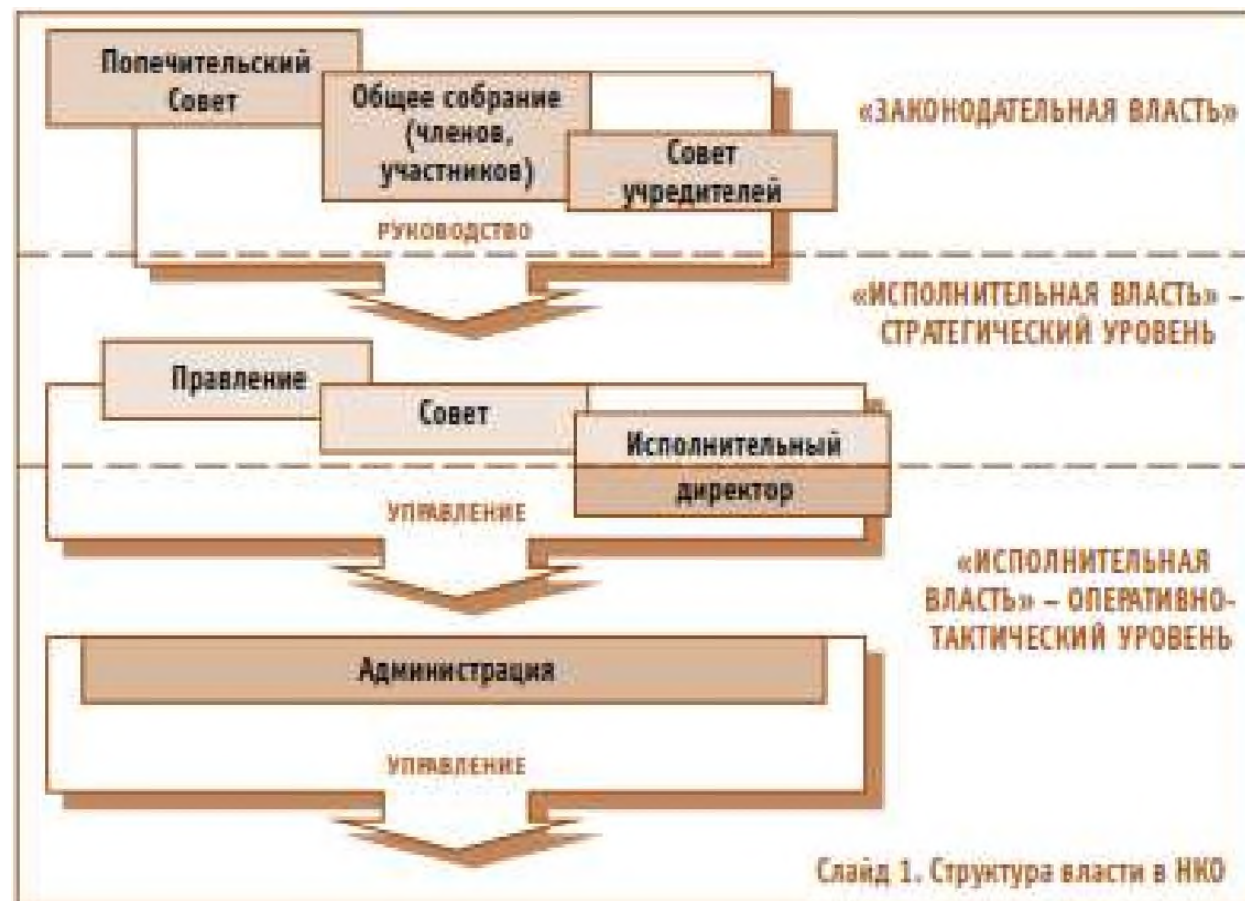 Попечительский
Совет
Общее собрание
(членов,
участников)
Совет
учредителей
«ЗАКОНОДАТЕЛЬНАЯ ВЛАСТЬ»
РУКОВОДСТВО
«ИСПОЛНИТЕЛЬНАЯ ВЛАСТЬ» –
СТРАТЕГИЧЕСКИЙ УРОВЕНЬ
Правление
Совет
Исполнительный
директор
УПРАВЛЕНИЕ
«ИСПОЛНИТЕЛЬНАЯ
ВЛАСТЬ» – ОПЕРАТИВНО-
ТАКТИЧЕСКИЙ УРОВЕНЬ
Администрация
УПРАВЛЕНИЕ
Слайд 1. Структура власти в НКО